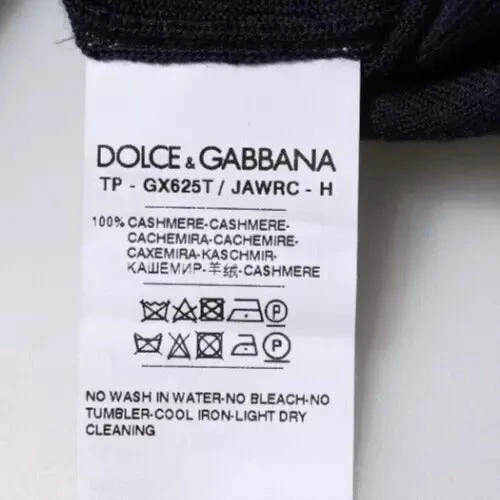 DOLCE & GABBANA
TP - GX625T / JAWRC - H
100% CASHMERE-CASHMERE-
CACHEMIRA-CACHEMIRE-
CAXEMIRA-KASCHMIR-
КАШЕМИР-羊绒-CASHMERE
P
P
NO WASH IN WATER-NO BLEACH-NO
TUMBLER-COOL IRON-LIGHT DRY
CLEANING